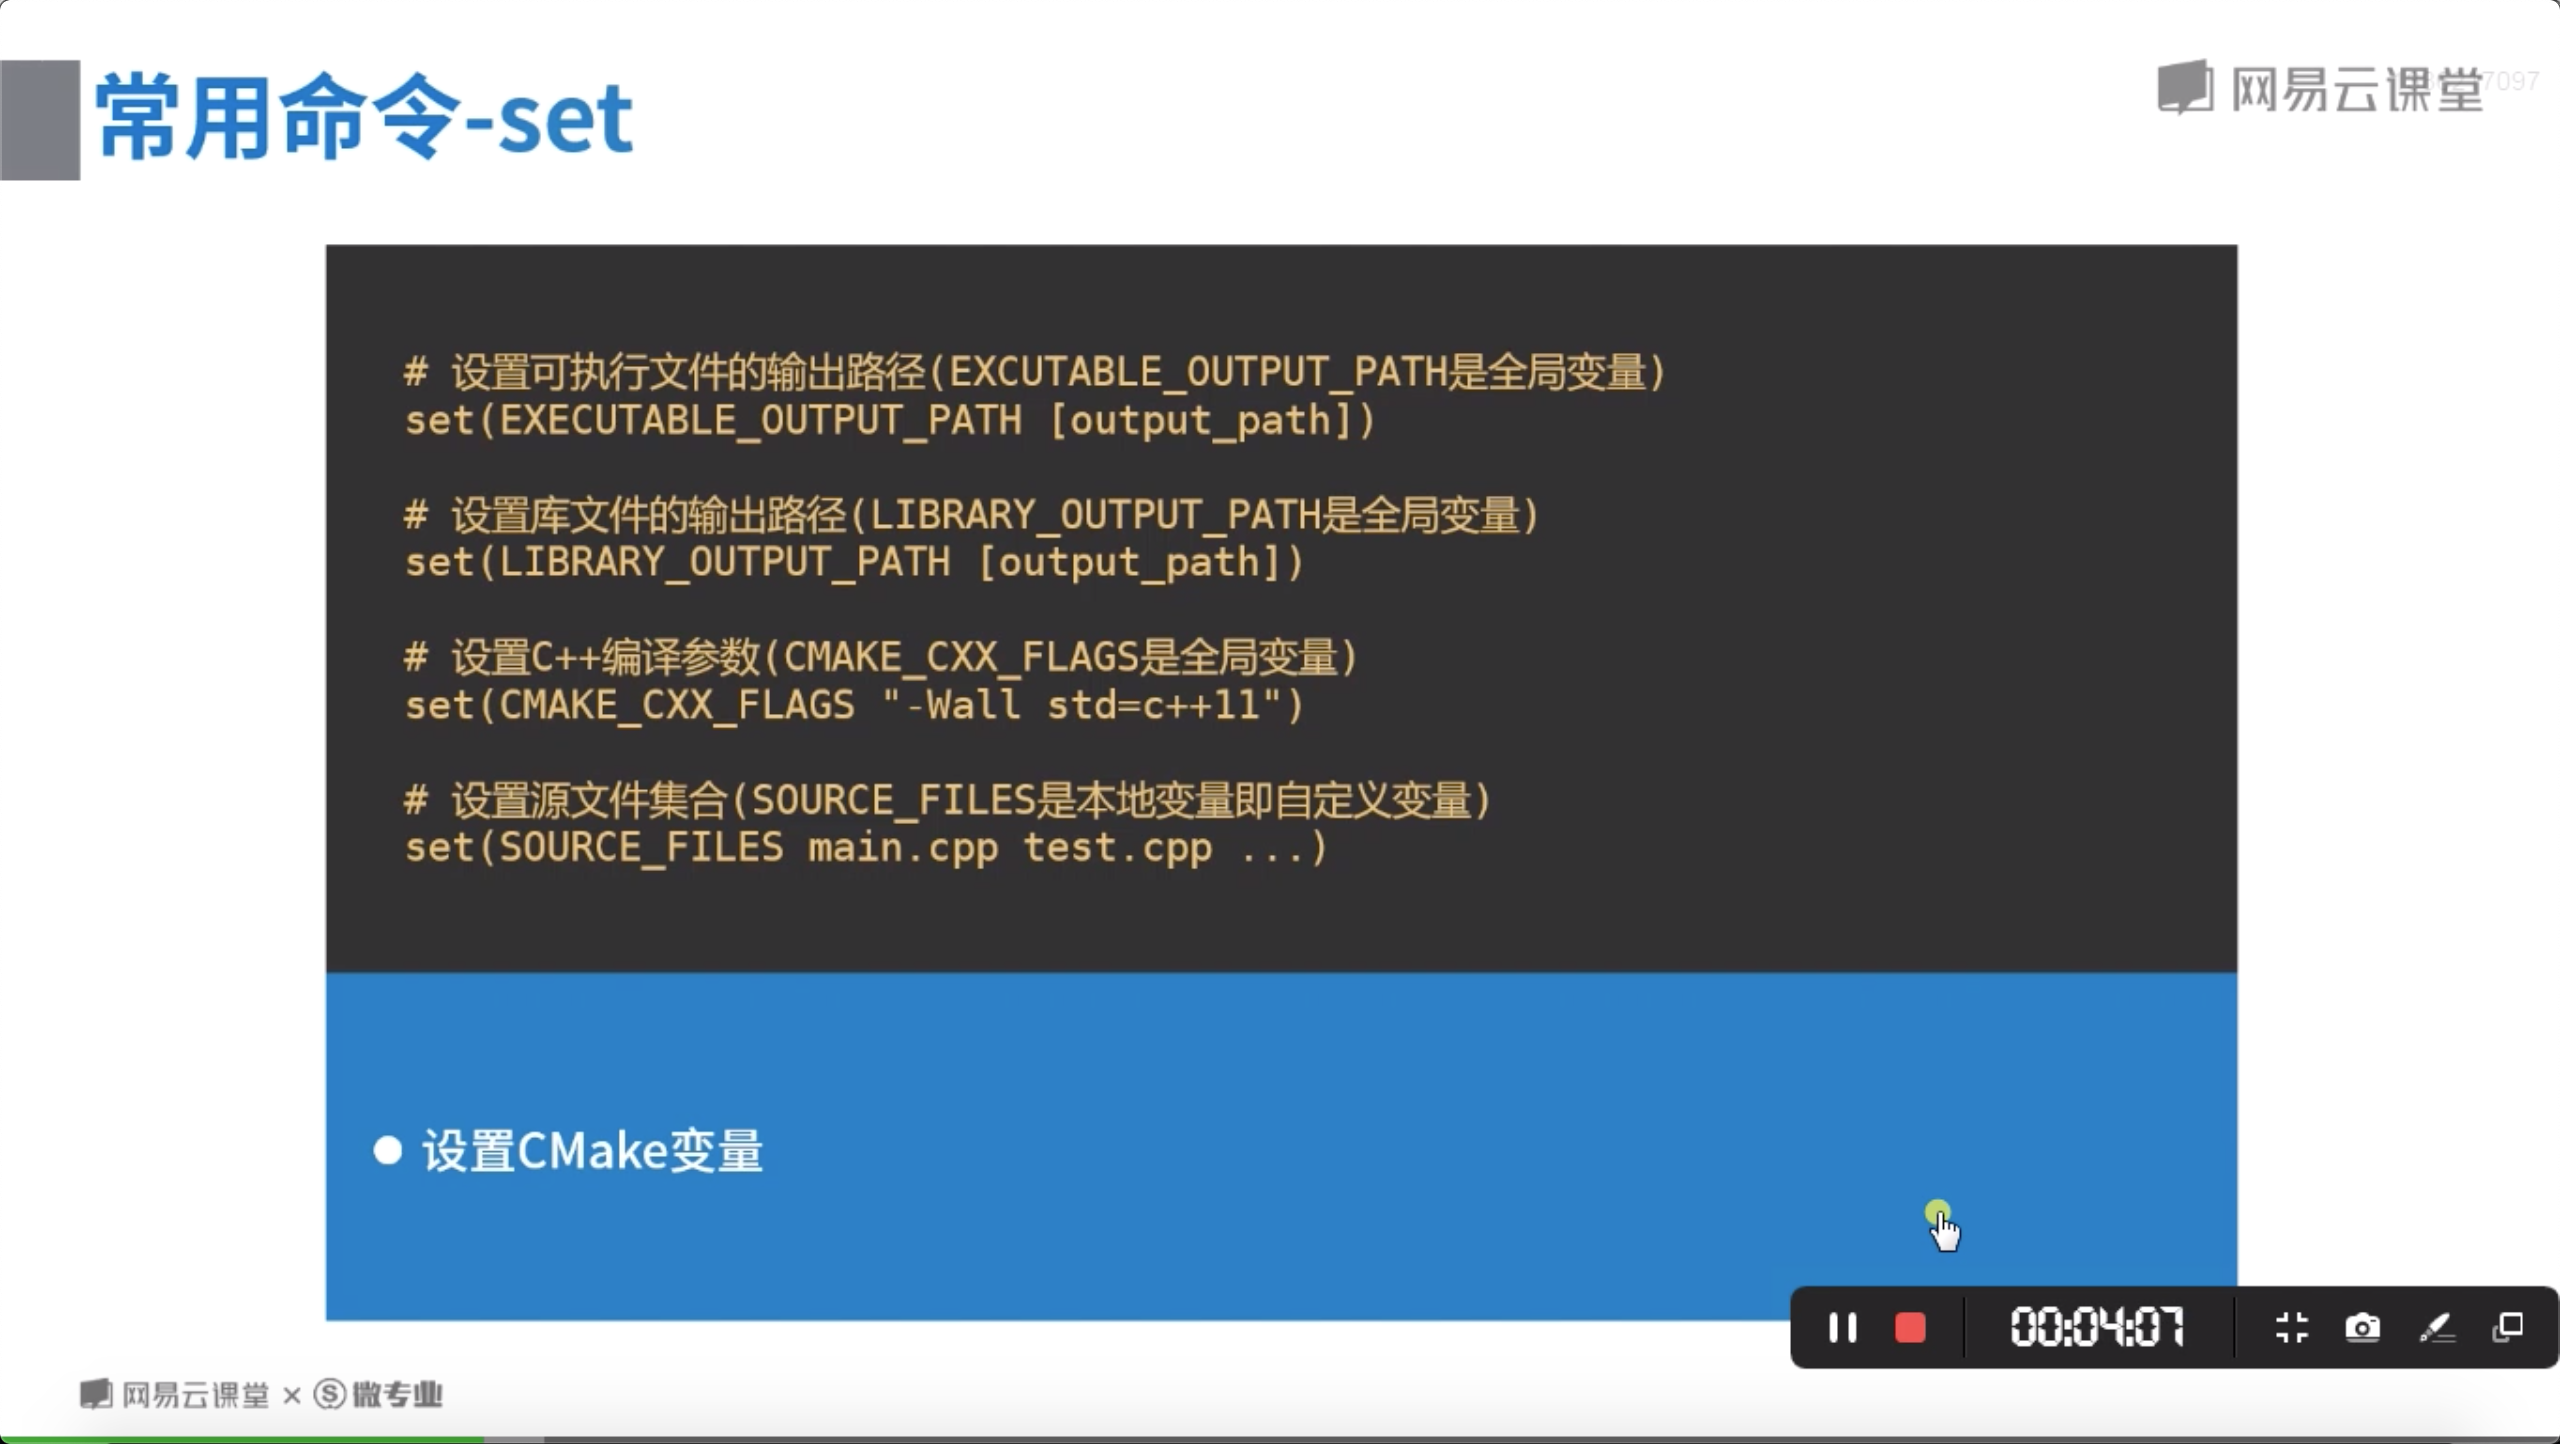 常用命令-set
网易云课堂
7097
# 设置可执行文件的输出路径(EXCUTABLE_OUTPUT_PATH是全局变量)
set(EXECUTABLE_OUTPUT_PATH [output_path])
# 设置库文件的输出路径(LIBRARY_OUTPUT_PATH是全局变量)
set(LIBRARY_OUTPUT_PATH [output_path])
# 设置C++编译参数(CMAKE_CXX_FLAGS是全局变量)
set(CMAKE_CXX_FLAGS "-Wall std=c++11")
# 设置源文件集合(SOURCE_FILES是本地变量即自定义变量)
set(SOURCE_FILES main.cpp test.cpp ...)
● 设置CMake变量
00:04:07
网易云课堂 × Ⓢ 微专业